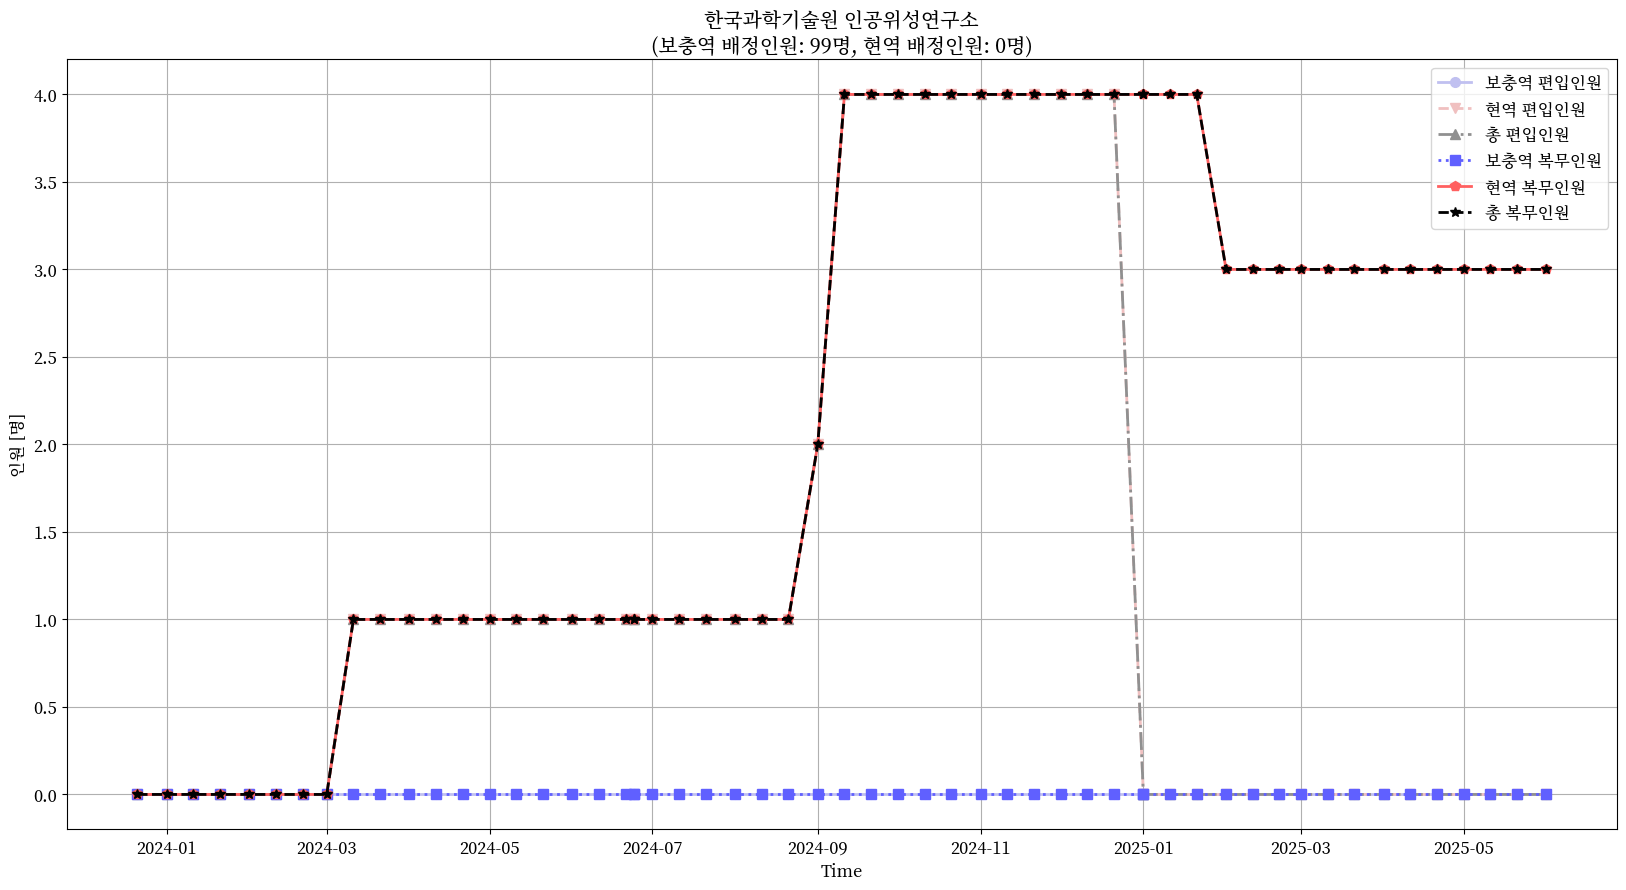 한국과학기술원 인공위성연구소
(보충역 배정인원: 99명, 현역 배정인원: 0명)
보충역 편입인원
현역 편입인원
총 편입인원
보충역 복무인원
현역 복무인원
총 복무인원
4.0
3.5
3.0
2.5
2.0
1.5
1.0
0.5
0.0
인원 [명]
2024-01 2024-03 2024-05 2024-07 2024-09 2024-11 2025-01 2025-03 2025-05
Time